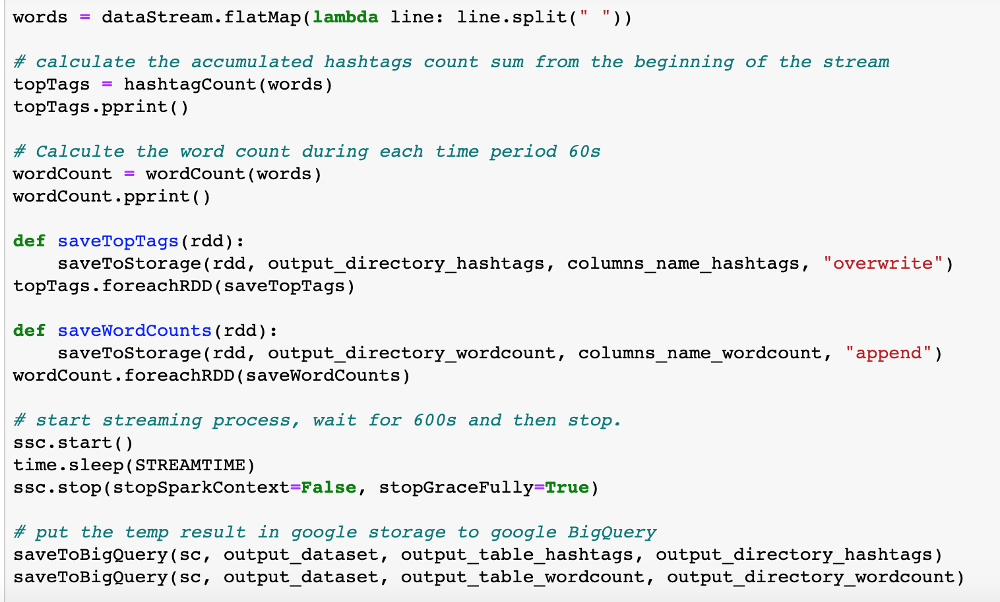 words = dataStream.flatMap(lambda line: line.split(" "))
# calculate the accumulated hashtags count sum from the beginning of the stream
topTags = hashtagCount(words)
topTags.pprint()
# Calculte the word count during each time period 60s
wordCount = wordCount(words)
wordCount.pprint()
def saveTopTags(rdd):
    saveToStorage(rdd, output_directory_hashtags, columns_name_hashtags, "overwrite")
topTags.foreachRDD(saveTopTags)
def saveWordCounts(rdd):
    saveToStorage(rdd, output_directory_wordcount, columns_name_wordcount, "append")
wordCount.foreachRDD(saveWordCounts)
# start streaming process, wait for 600s and then stop.
ssc.start()
time.sleep(STREAMTIME)
ssc.stop(stopSparkContext=False, stopGraceFully=True)
# put the temp result in google storage to google BigQuery
saveToBigQuery(sc, output_dataset, output_table_hashtags, output_directory_hashtags)
saveToBigQuery(sc, output_dataset, output_table_wordcount, output_directory_wordcount)